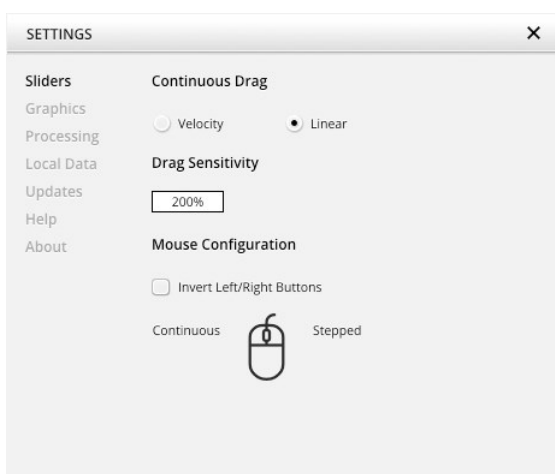 SETTINGS
Sliders
Graphics
Processing
Local Data
Updates
Help
About
Continuous Drag
Velocity
Linear
Drag Sensitivity
200%
Mouse Configuration
Invert Left/Right Buttons
Continuous
Stepped